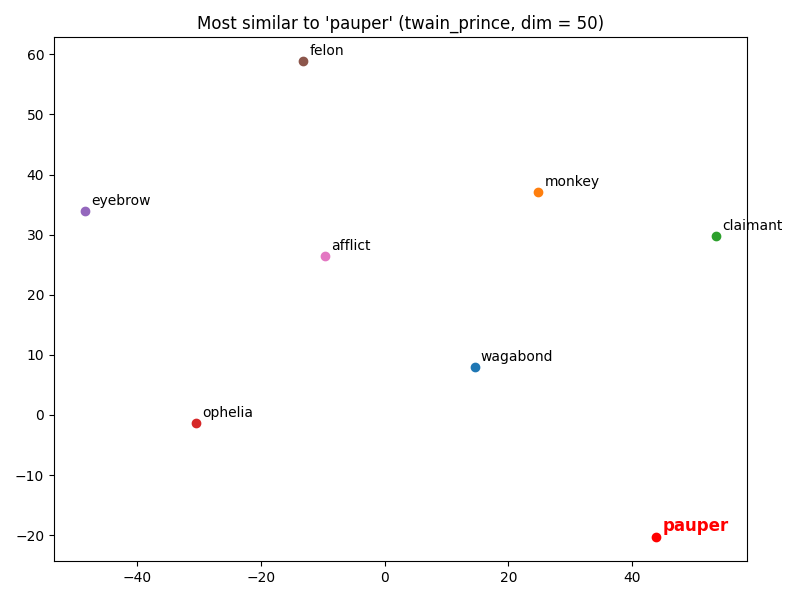 Most similar to 'pauper' (twain_prince, dim = 50)
60
felon
50
40
monkey
eyebrow
30
claimant
afflict
20
10
wagabond
0
ophelia
−10
−20
pauper
−40
−20
0
20
40